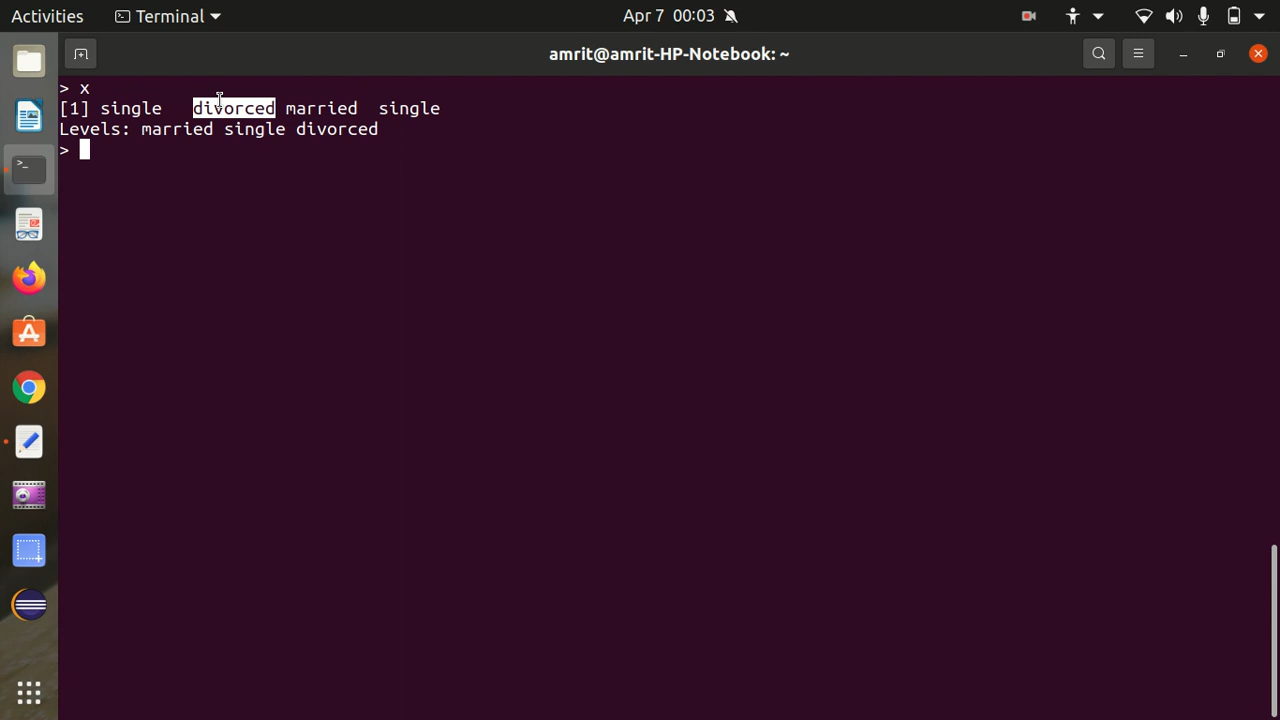 Activities Terminal Apr 7 00:03
amrit@amrit-HP-Notebook: ~
> x
[1] single   divorced married  single
Levels: married single divorced
>